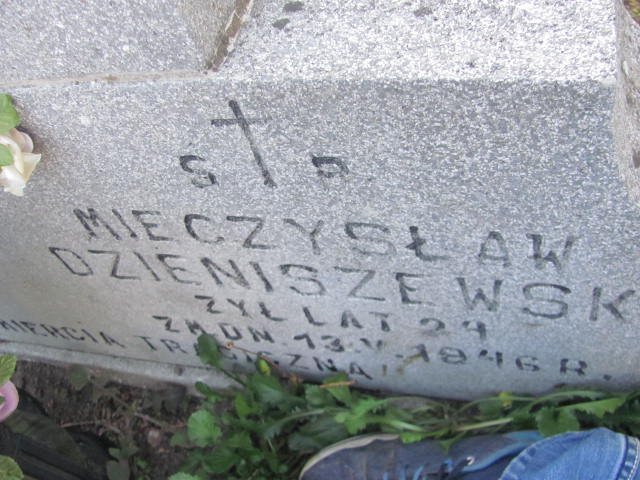 Ś P
MIECZYSŁAW
DZIENISZEWSK
ŻYŁ LAT 24
ZM. DN. 13.V.1946 R.
MIERCIĄ TRAGICZNĄ